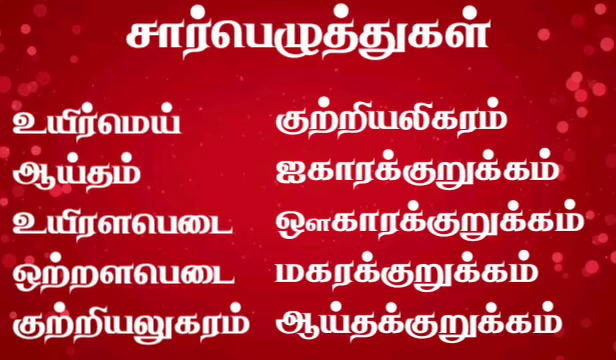 சார்பெழுத்துகள்
உயிர்மெய்
ஆய்தம்
உயிரளபெடை
ஒற்றளபெடை
குற்றியலுகரம்
குற்றியலிகரம்
ஐகாரக்குறுக்கம்
ஔகாரக்குறுக்கம்
மகரக்குறுக்கம்
ஆய்தக்குறுக்கம்